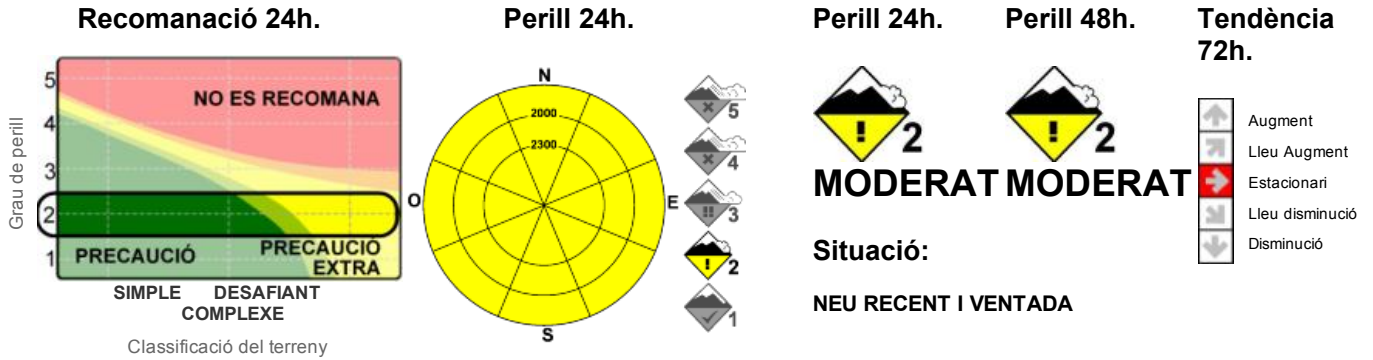 Recomanació 24h.
Perill 24h.
Perill 24h.
Perill 48h.
Tendència
72h.
Grau de perill
5
4
3
2
1
NO ES RECOMANA
PRECAUCIÓ
PRECAUCIÓ
EXTRA
SIMPLE DESAFIANT
COMPLEXE
Classificació del terreny
N
2000
2300
O
E
S
5
4
3
2
1
2
MODERAT
2
MODERAT
Situació:
NEU RECENT I VENTADA
Augment
Lleu Augment
Estacionari
Lleu disminució
Disminució